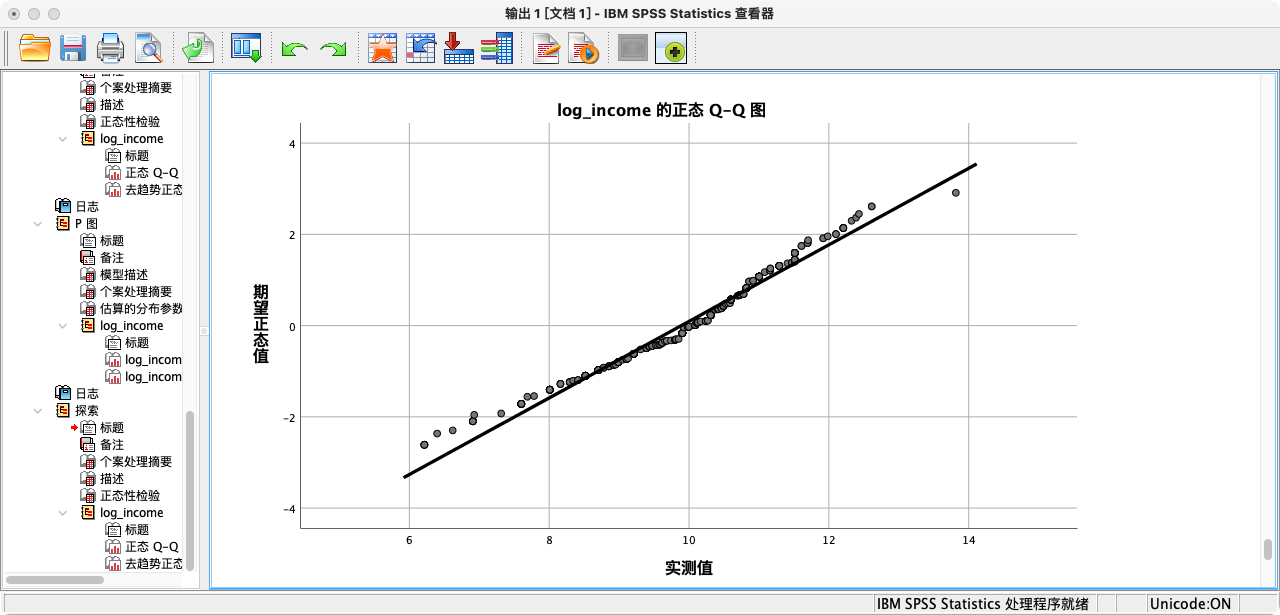 输出 1 [文档 1] - IBM SPSS Statistics 查看器
备注
个案处理摘要
描述
正态性检验
log_income
标题
正态 Q-Q
去趋势正态
日志
P 图
标题
备注
模型描述
个案处理摘要
估算的分布参数
log_income
标题
log_incom
log_incom
日志
探索
标题
备注
个案处理摘要
描述
正态性检验
log_income
标题
正态 Q-Q
去趋势正态
log_income 的正态 Q-Q 图
期望正态值
4
2
0
-2
-4
6
8
10
12
14
实测值
IBM SPSS Statistics 处理程序就绪
Unicode:ON